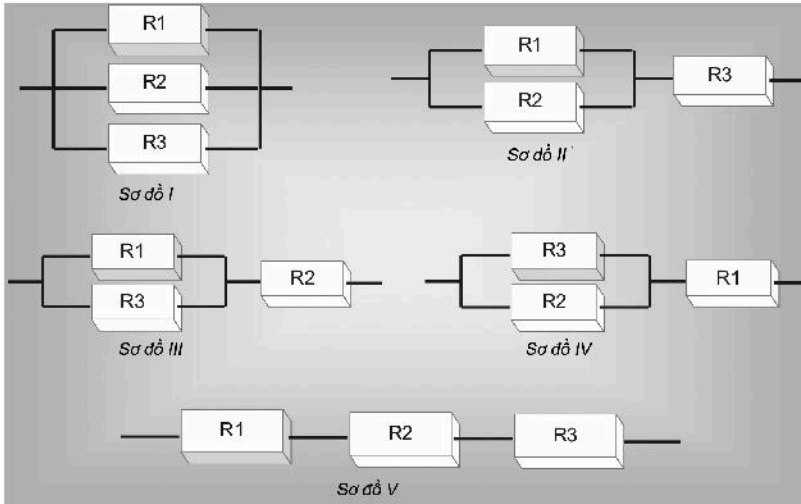 R1
R2
R3
Sơ đồ I
R1
R2
R3
Sơ đồ II
R1
R3
R2
Sơ đồ III
R3
R2
R1
Sơ đồ IV
R1
R2
R3
Sơ đồ V